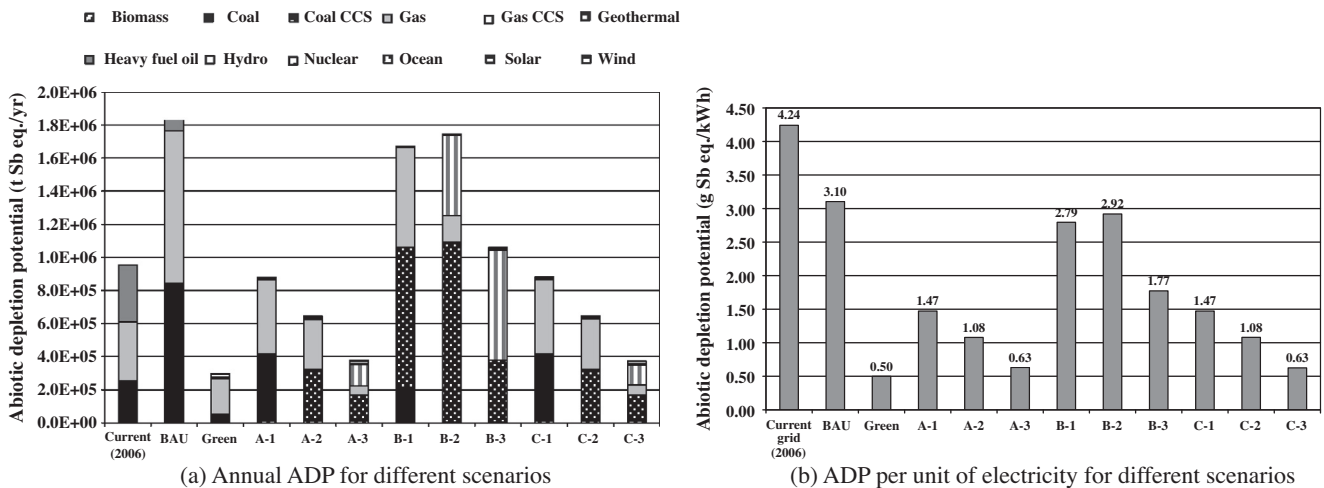 Biomass Coal Coal CCS Gas Gas CCS Geothermal
Heavy fuel oil Hydro Nuclear Ocean Solar Wind
Abiotic depletion potential (t Sb eq./yr)
2.0E+06
1.8E+06
1.6E+06
1.4E+06
1.2E+06
1.0E+06
8.0E+05
6.0E+05
4.0E+05
2.0E+05
0.0E+00
Current (2006) BAU Green A-1 A-2 A-3 B-1 B-2 B-3 C-1 C-2 C-3
(a) Annual ADP for different scenarios
Abiotic depletion potential (g Sb eq./kWh)
4.50
4.00
3.50
3.00
2.50
2.00
1.50
1.00
0.50
0.00
4.24
3.10
0.50
1.47
1.08
0.63
2.79
2.92
1.77
1.47
1.08
0.63
Current grid (2006) BAU Green A-1 A-2 A-3 B-1 B-2 B-3 C-1 C-2 C-3
(b) ADP per unit of electricity for different scenarios